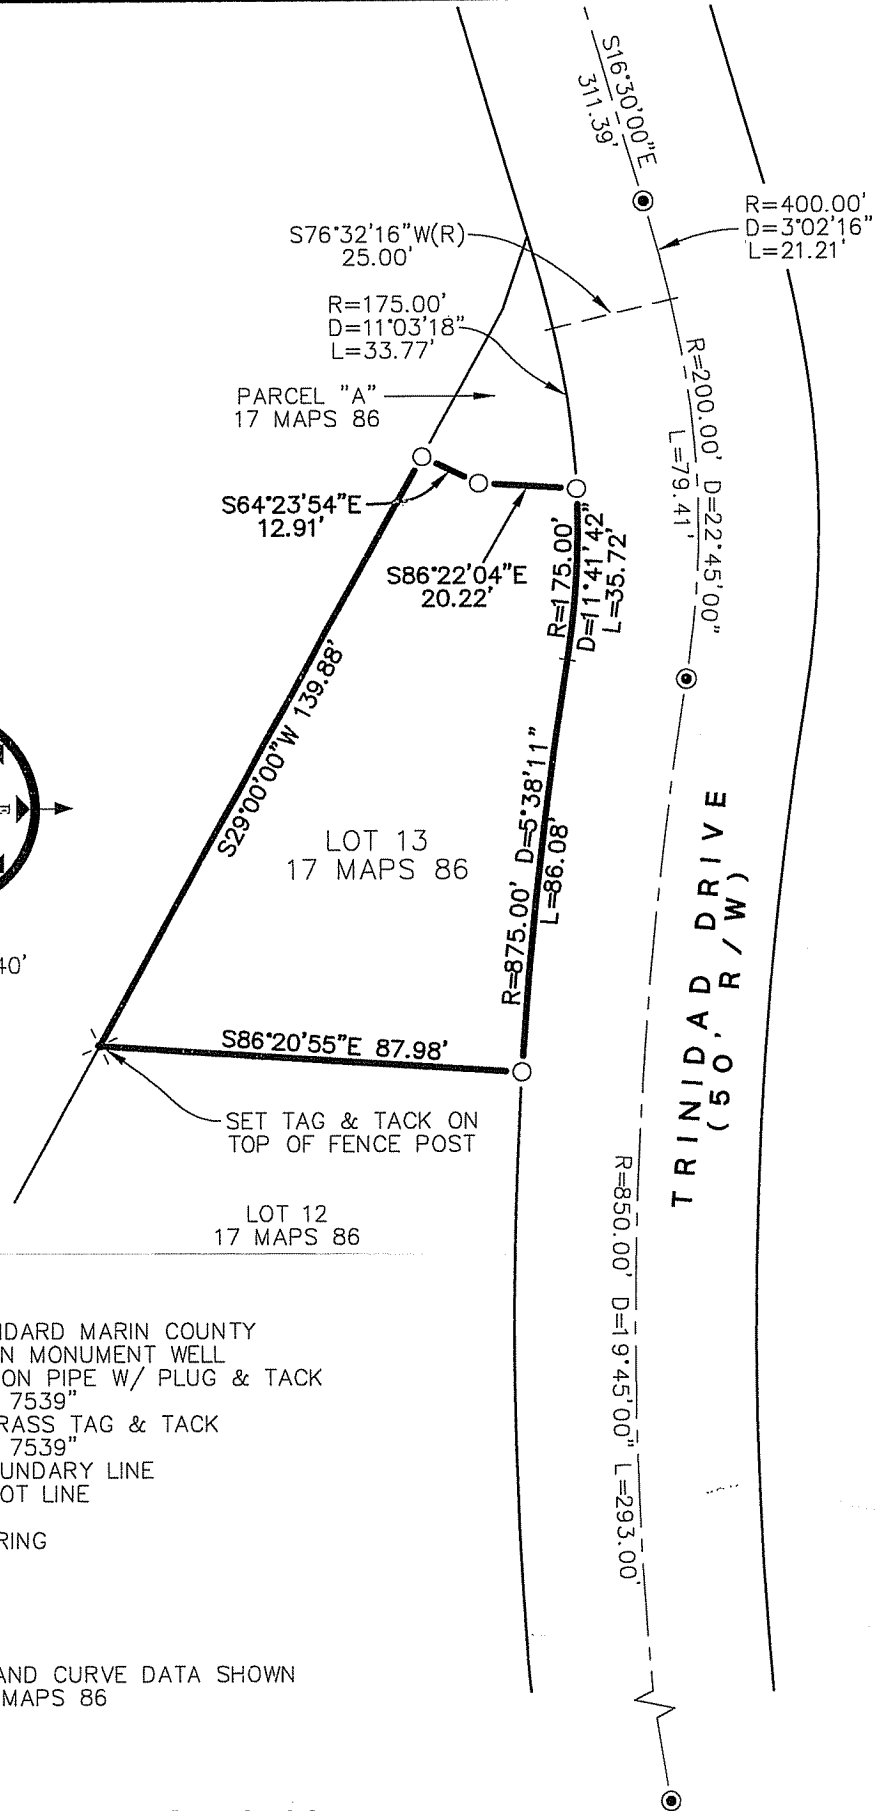 S16°30'00"E
311.39'
R=400.00'
D=3°02'16"
L=21.21'
S76°32'16"W(R)
25.00'
R=175.00'
D=11°03'18"
L=33.77'
PARCEL "A"
17 MAPS 86
R=200.00' D=22°45'00"
L=79.41'
S64°23'54"E
12.91'
S86°22'04"E
20.22'
R=175.00'
D=11°41'42"
L=35.72'
S29°00'00"W 139.88'
LOT 13
17 MAPS 86
R=875.00' D=5°38'11"
L=86.08'
E
40'
TRINIDAD DRIVE
(50' R/W)
S86°20'55"E 87.98'
SET TAG & TACK ON
TOP OF FENCE POST
LOT 12
17 MAPS 86
R=850.00' D=19°45'00" L=293.00'
NDARD MARIN COUNTY
N MONUMENT WELL
ON PIPE W/ PLUG & TACK
7539"
RASS TAG & TACK
7539"
UNDARY LINE
OT LINE
RING
AND CURVE DATA SHOWN
MAPS 86